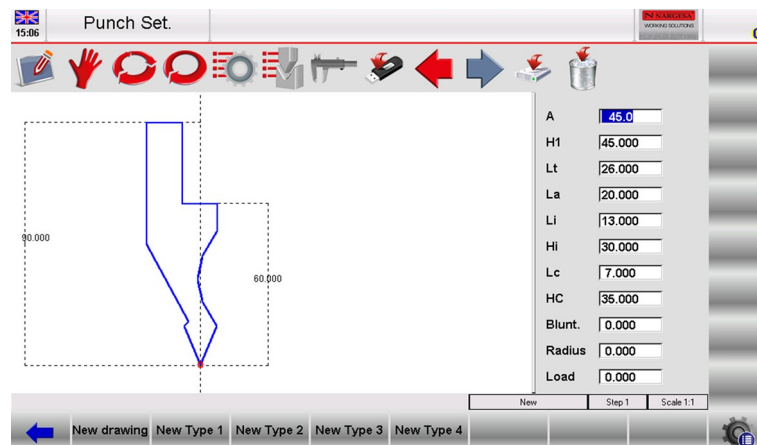 15:06
Punch Set.
NARGESA
WORKING SOLUTIONS
A 45.0
H1 45.000
Lt 26.000
La 20.000
Li 13.000
Hi 30.000
Lc 7.000
HC 35.000
Blunt. 0.000
Radius 0.000
Load 0.000
90.000
60.000
New Step 1 Scale 1:1
New drawing New Type 1 New Type 2 New Type 3 New Type 4